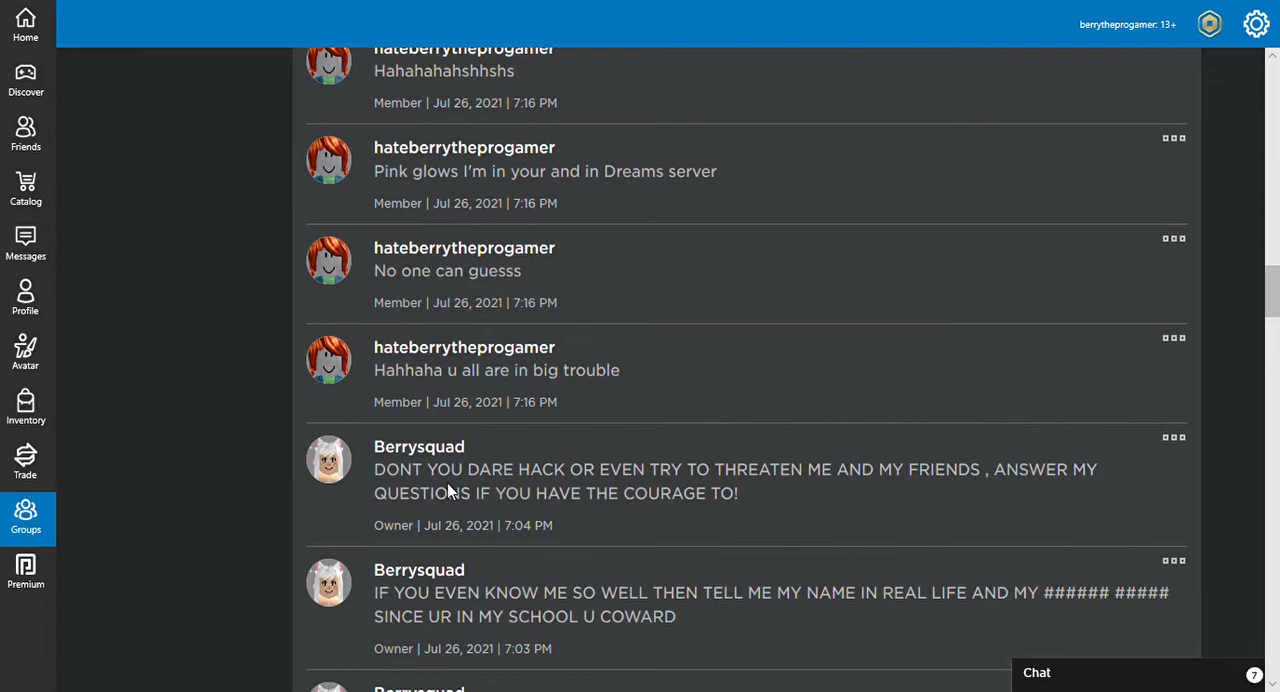 berrytheprogamer: 13+
Home
Discover
Friends
Catalog
Messages
Profile
Avatar
Inventory
Trade
Groups
Premium
hateberrytheprogamer
Hahahahahshhshs
Member | Jul 26, 2021 | 7:16 PM
hateberrytheprogamer
Pink glows I'm in your and in Dreams server
Member | Jul 26, 2021 | 7:16 PM
hateberrytheprogamer
No one can guesss
Member | Jul 26, 2021 | 7:16 PM
hateberrytheprogamer
Hahhaha u all are in big trouble
Member | Jul 26, 2021 | 7:16 PM
Berrysquad
DONT YOU DARE HACK OR EVEN TRY TO THREATEN ME AND MY FRIENDS , ANSWER MY
QUESTIONS IF YOU HAVE THE COURAGE TO!
Owner | Jul 26, 2021 | 7:04 PM
Berrysquad
IF YOU EVEN KNOW ME SO WELL THEN TELL ME MY NAME IN REAL LIFE AND MY ###### #####
SINCE UR IN MY SCHOOL U COWARD
Owner | Jul 26, 2021 | 7:03 PM
Berrysquad
Chat
7